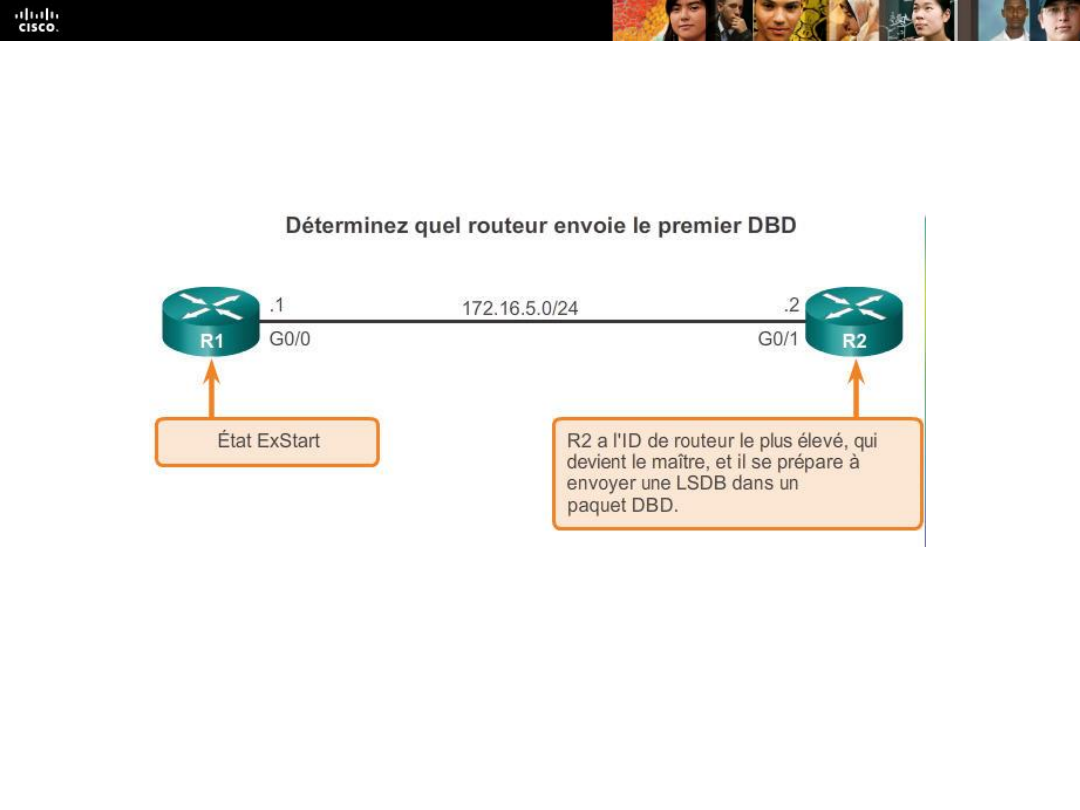 CISCO.
Déterminez quel routeur envoie le premier DBD
.1
172.16.5.0/24
.2
R1
G0/0
G0/1
R2
État ExStart
R2 a l'ID de routeur le plus élevé, qui
devient le maître, et il se prépare à
envoyer une LSDB dans un
paquet DBD.